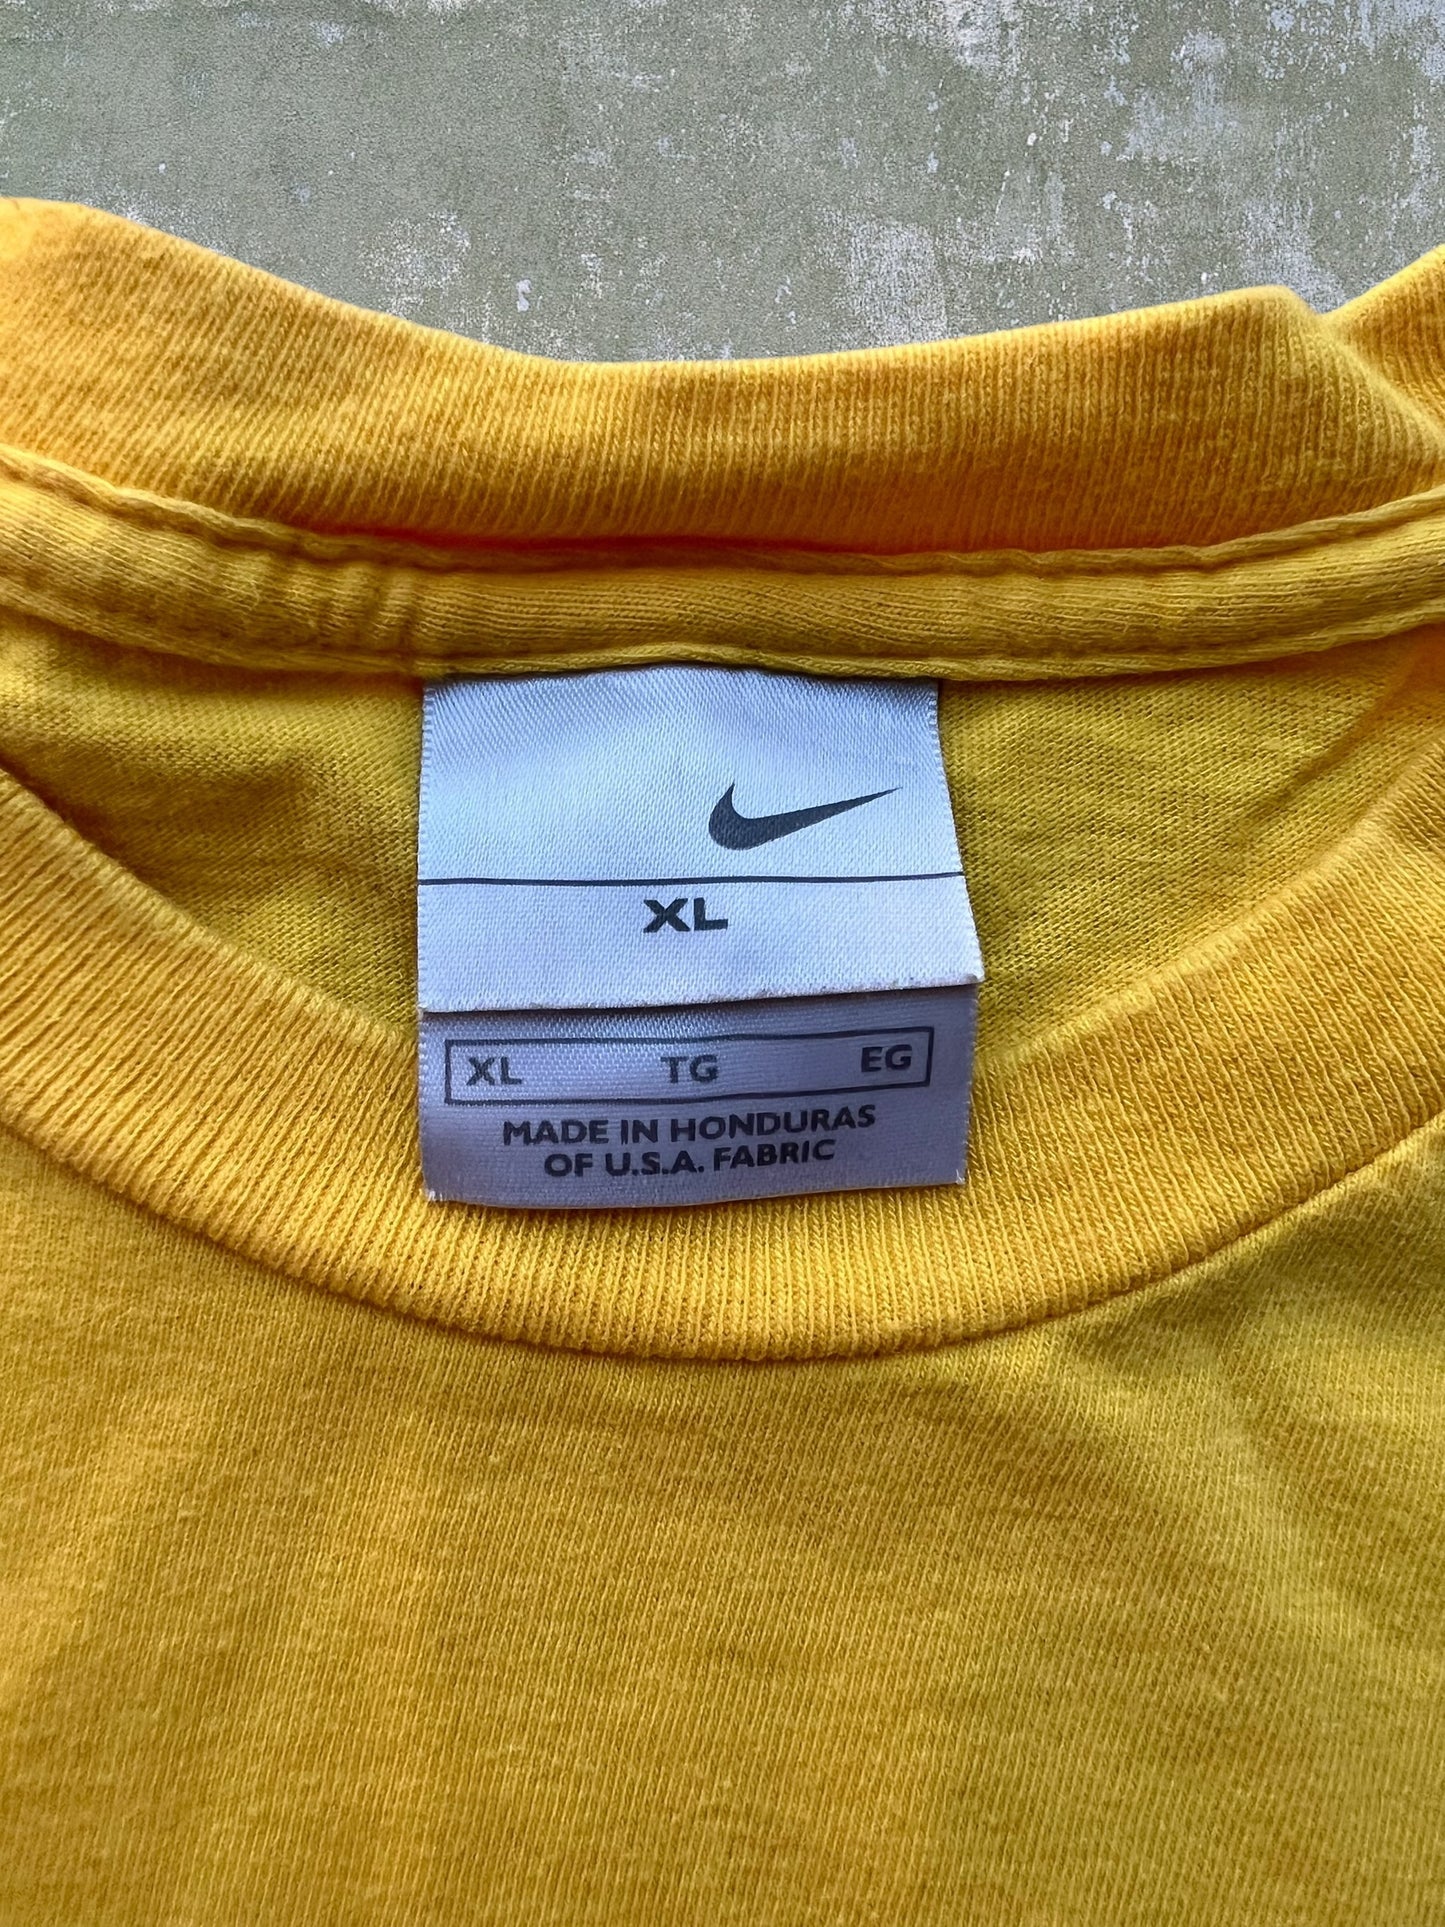 XL
XL TG EG
MADE IN HONDURAS
OF U.S.A. FABRIC